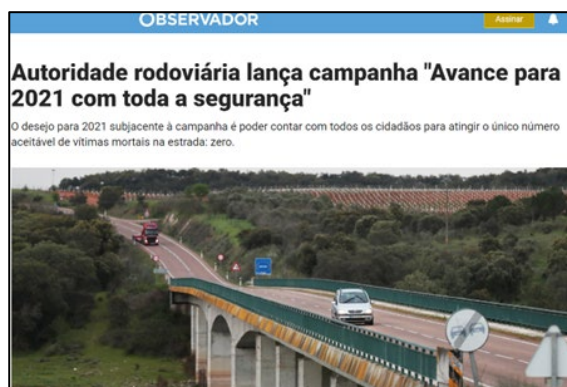 OBSERVADOR
Assinar
Autoridade rodoviária lança campanha "Avance para
2021 com toda a segurança"
O desejo para 2021 subjacente à campanha é poder contar com todos os cidadãos para atingir o único número
aceitável de vítimas mortais na estrada: zero.